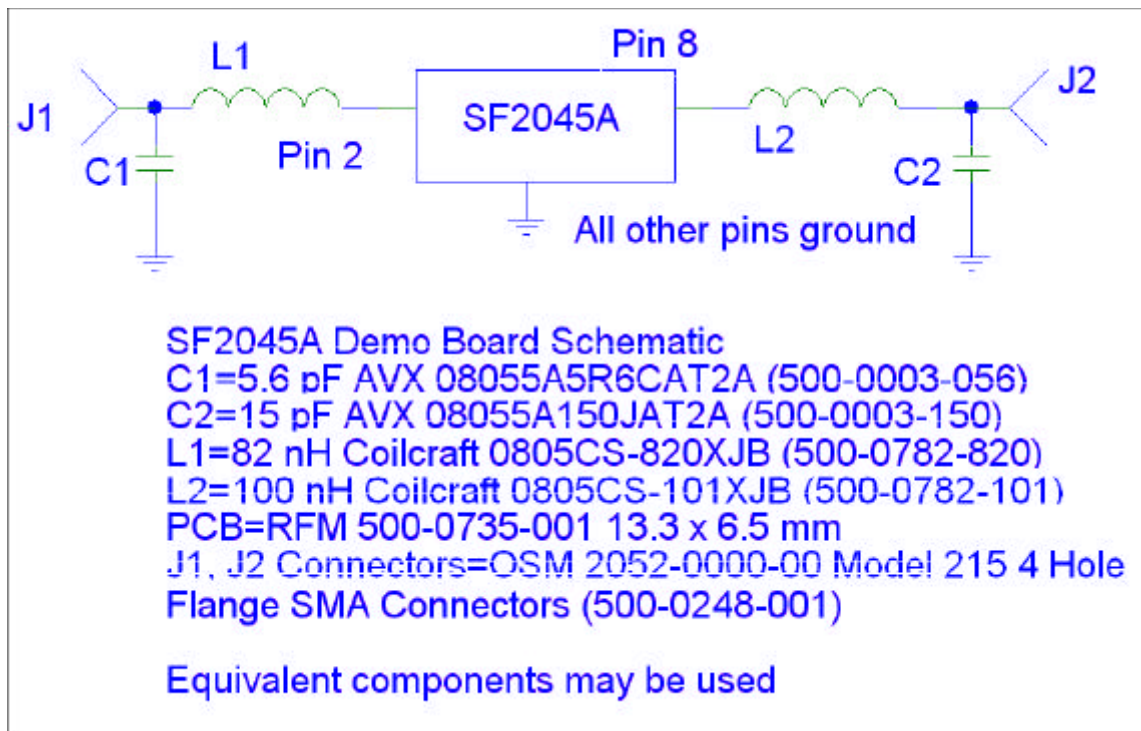 L1
Pin 8
J1
SF2045A
J2
Pin 2
L2
C1
C2
All other pins ground
SF2045A Demo Board Schematic
C1=5.6 pF AVX 08055A5R6CAT2A (500-0003-056)
C2=15 pF AVX 08055A150JAT2A (500-0003-150)
L1=82 nH Coilcraft 0805CS-820XJB (500-0782-820)
L2=100 nH Coilcraft 0805CS-101XJB (500-0782-101)
PCB=RFM 500-0735-001 13.3 x 6.5 mm
J1, J2 Connectors=OSM 2052-0000-00 Model 215 4 Hole
Flange SMA Connectors (500-0248-001)
Equivalent components may be used